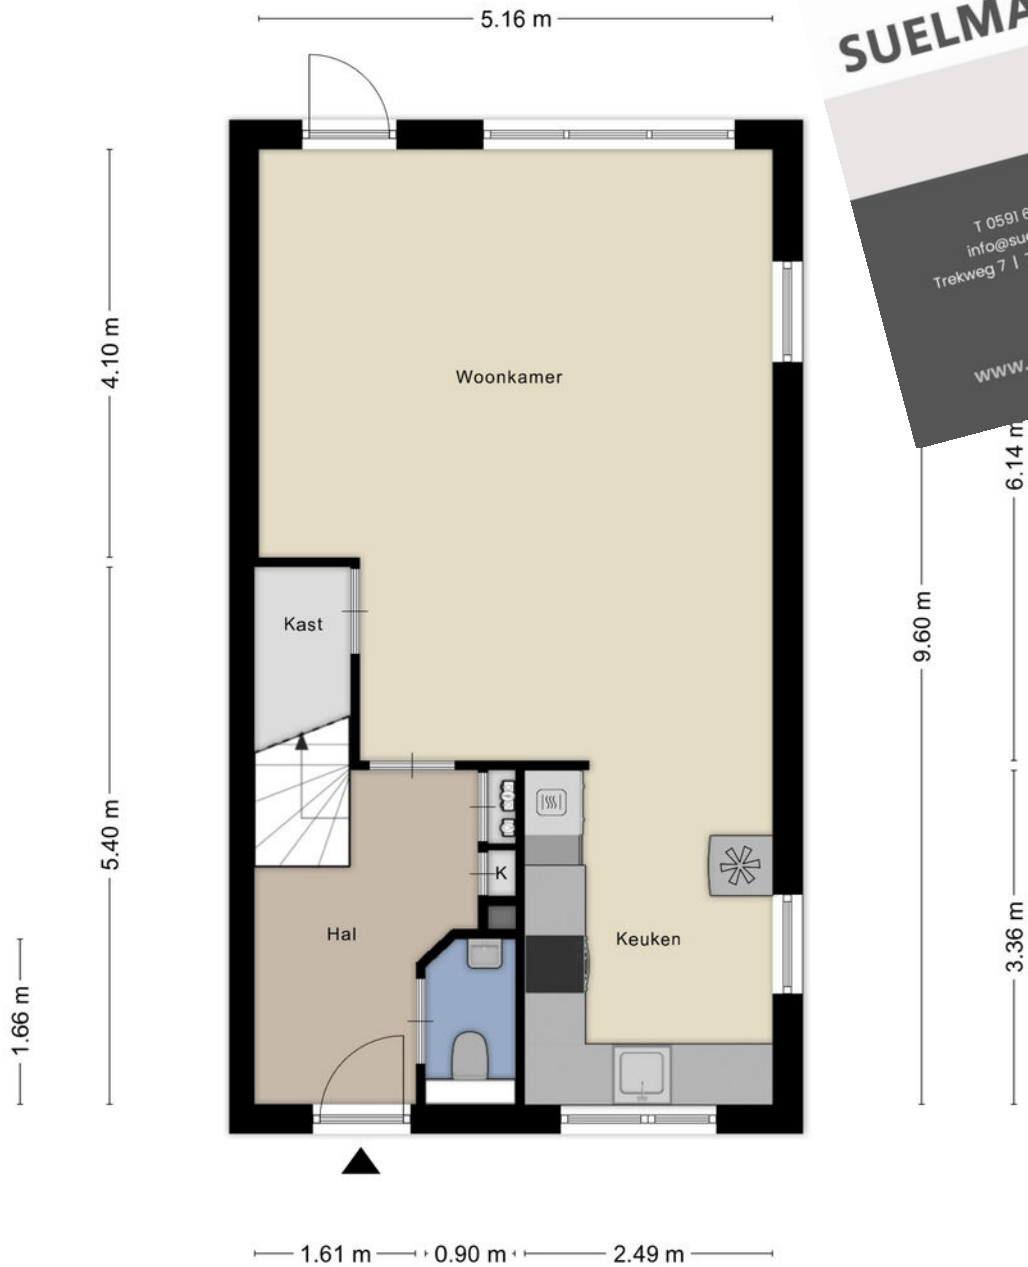 5.16 m
SUELMA
T 0591 6
info@sue
Trekweg 7 |
www.
4.10 m
Woonkamer
6.14 m
Kast
9.60 m
5.40 m
K
Hal
Keuken
3.36 m
1.66 m
1.61 m
0.90 m
2.49 m